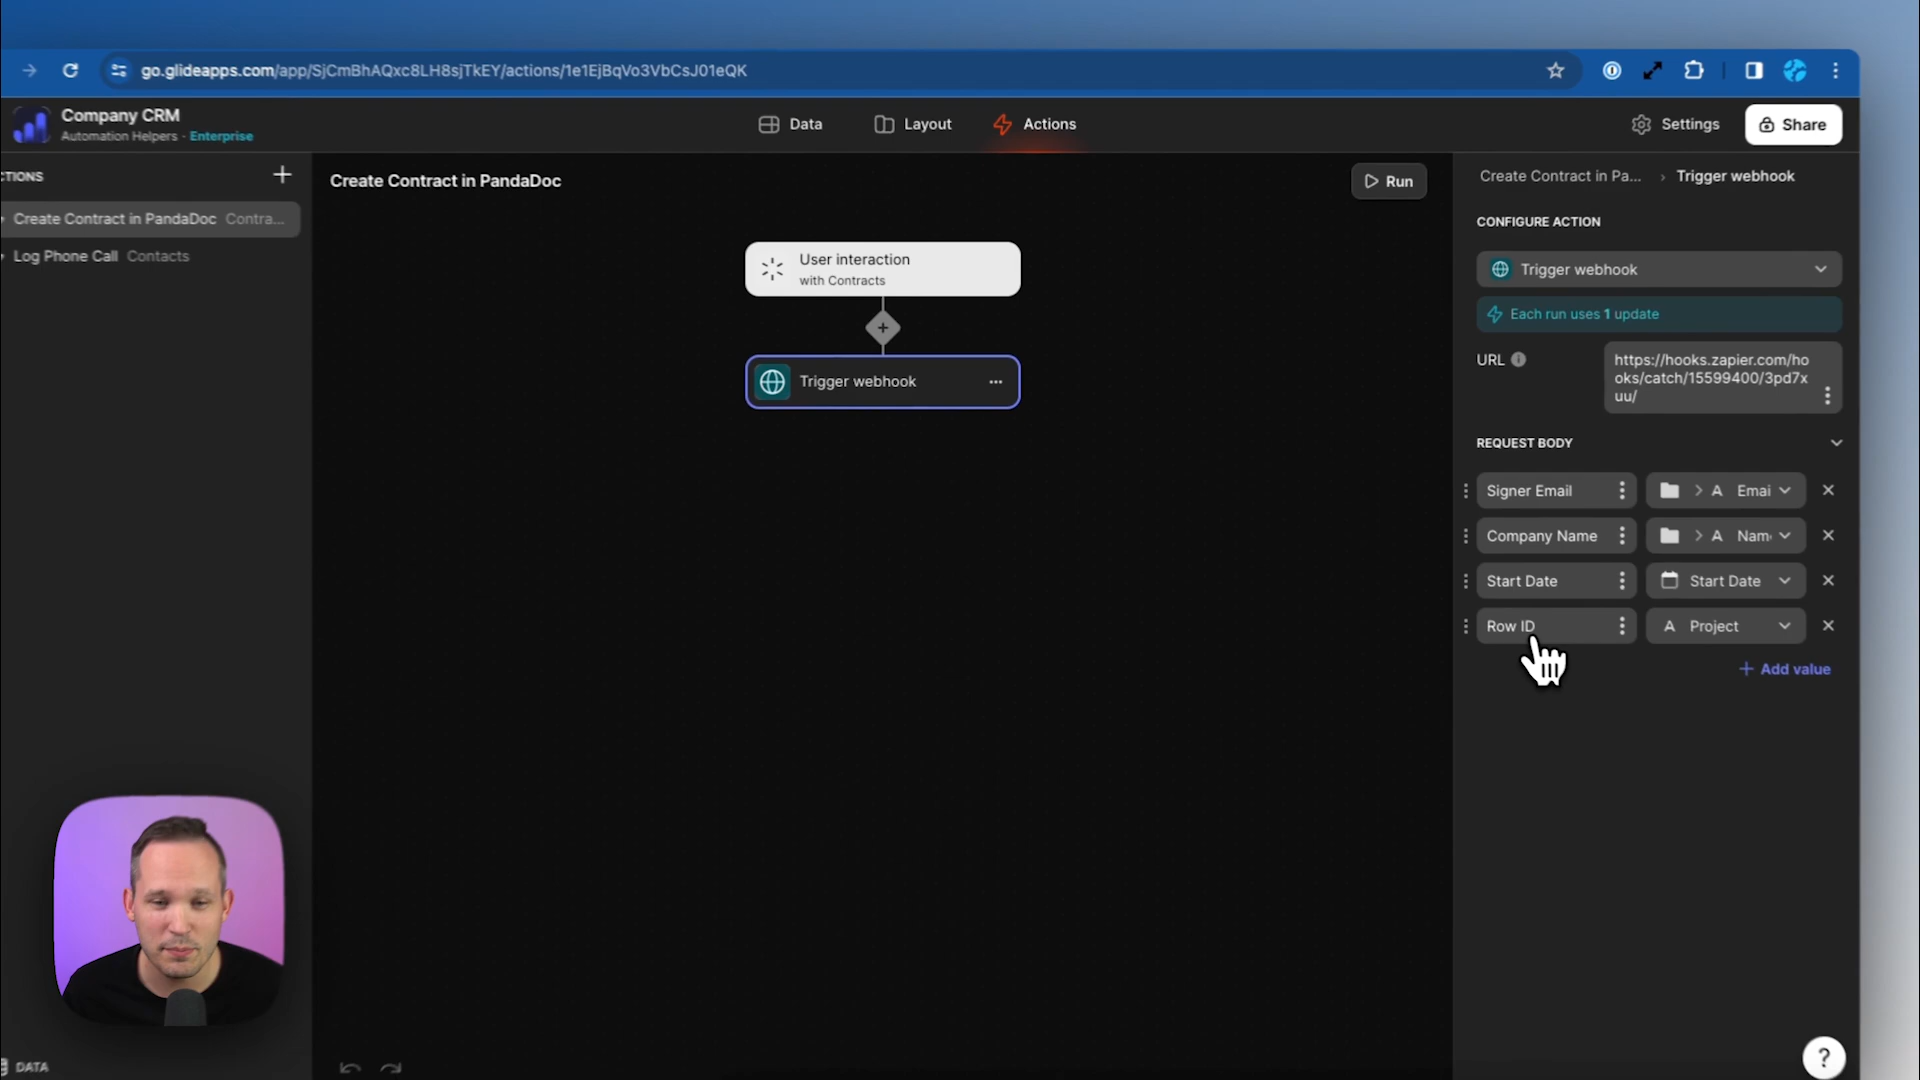 go.glideapps.com/app/SjCmBhAQxc8LH8sjTkEY/actions/1e1EjBqVo3VbCsJ01eQK
Company CRM
Automation Helpers · Enterprise
Data
Layout
Actions
Settings
Share
CTIONS
Create Contract in PandaDoc Contra...
Log Phone Call Contacts
Create Contract in PandaDoc
Run
User interaction
with Contracts
Trigger webhook
Create Contract in Pa... › Trigger webhook
CONFIGURE ACTION
Trigger webhook
Each run uses 1 update
URL
https://hooks.zapier.com/ho
oks/catch/15599400/3pd7x
uu/
REQUEST BODY
Signer Email A Emai
Company Name A Nam
Start Date Start Date
Row ID A Project
+ Add value
DATA
?